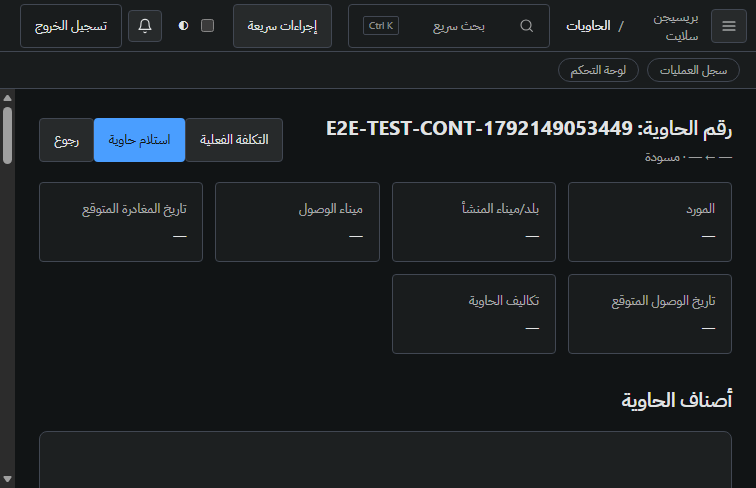 بريسيجن سلايت
/ الحاويات
بحث سريع
Ctrl K
إجراءات سريعة
تسجيل الخروج
سجل العمليات
لوحة التحكم
رقم الحاوية: E2E-TEST-CONT-1792149053449
— ← — · مسودة
التكلفة الفعلية
استلام حاوية
رجوع
المورد
—
بلد/ميناء المنشأ
—
ميناء الوصول
—
تاريخ المغادرة المتوقع
—
تاريخ الوصول المتوقع
—
تكاليف الحاوية
—
أصناف الحاوية